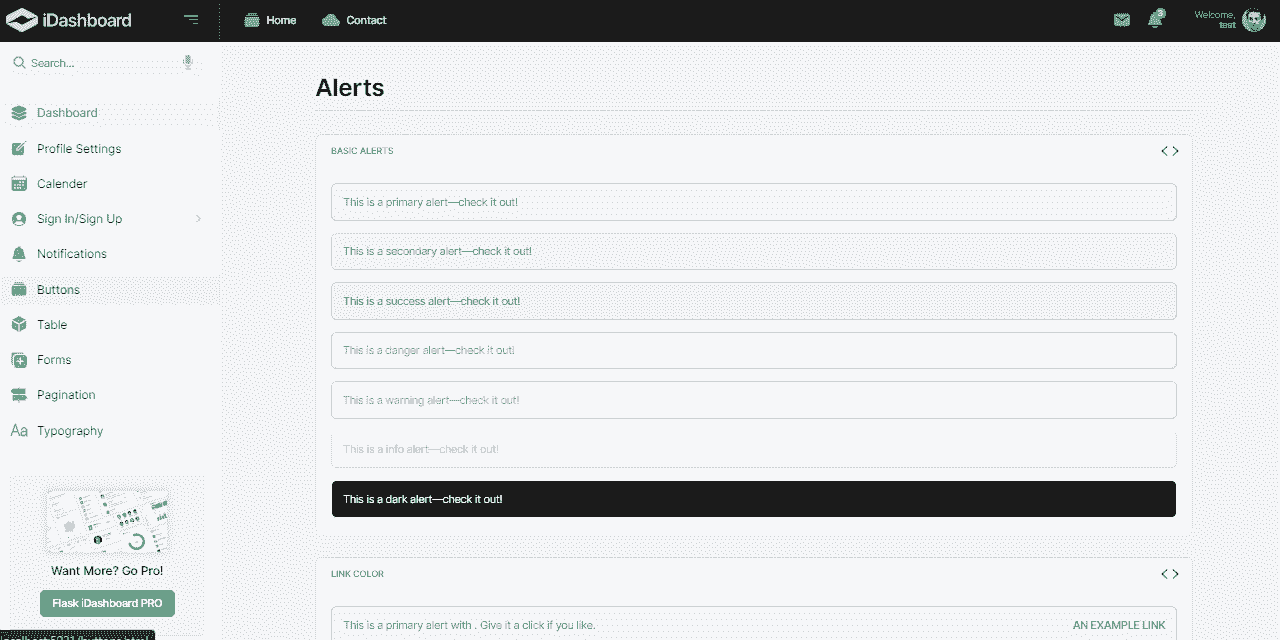 iDashboard
Home
Contact
3
Welcome,
test
Search...
Dashboard
Profile Settings
Calender
Sign In/Sign Up
Notifications
Buttons
Table
Forms
Pagination
Aa Typography
Want More? Go Pro!
Flask iDashboard PRO
Alerts
BASIC ALERTS
This is a primary alert—check it out!
This is a secondary alert—check it out!
This is a success alert—check it out!
This is a danger alert—check it out!
This is a warning alert—check it out!
This is a info alert—check it out!
This is a dark alert—check it out!
LINK COLOR
This is a primary alert with . Give it a click if you like.
AN EXAMPLE LINK